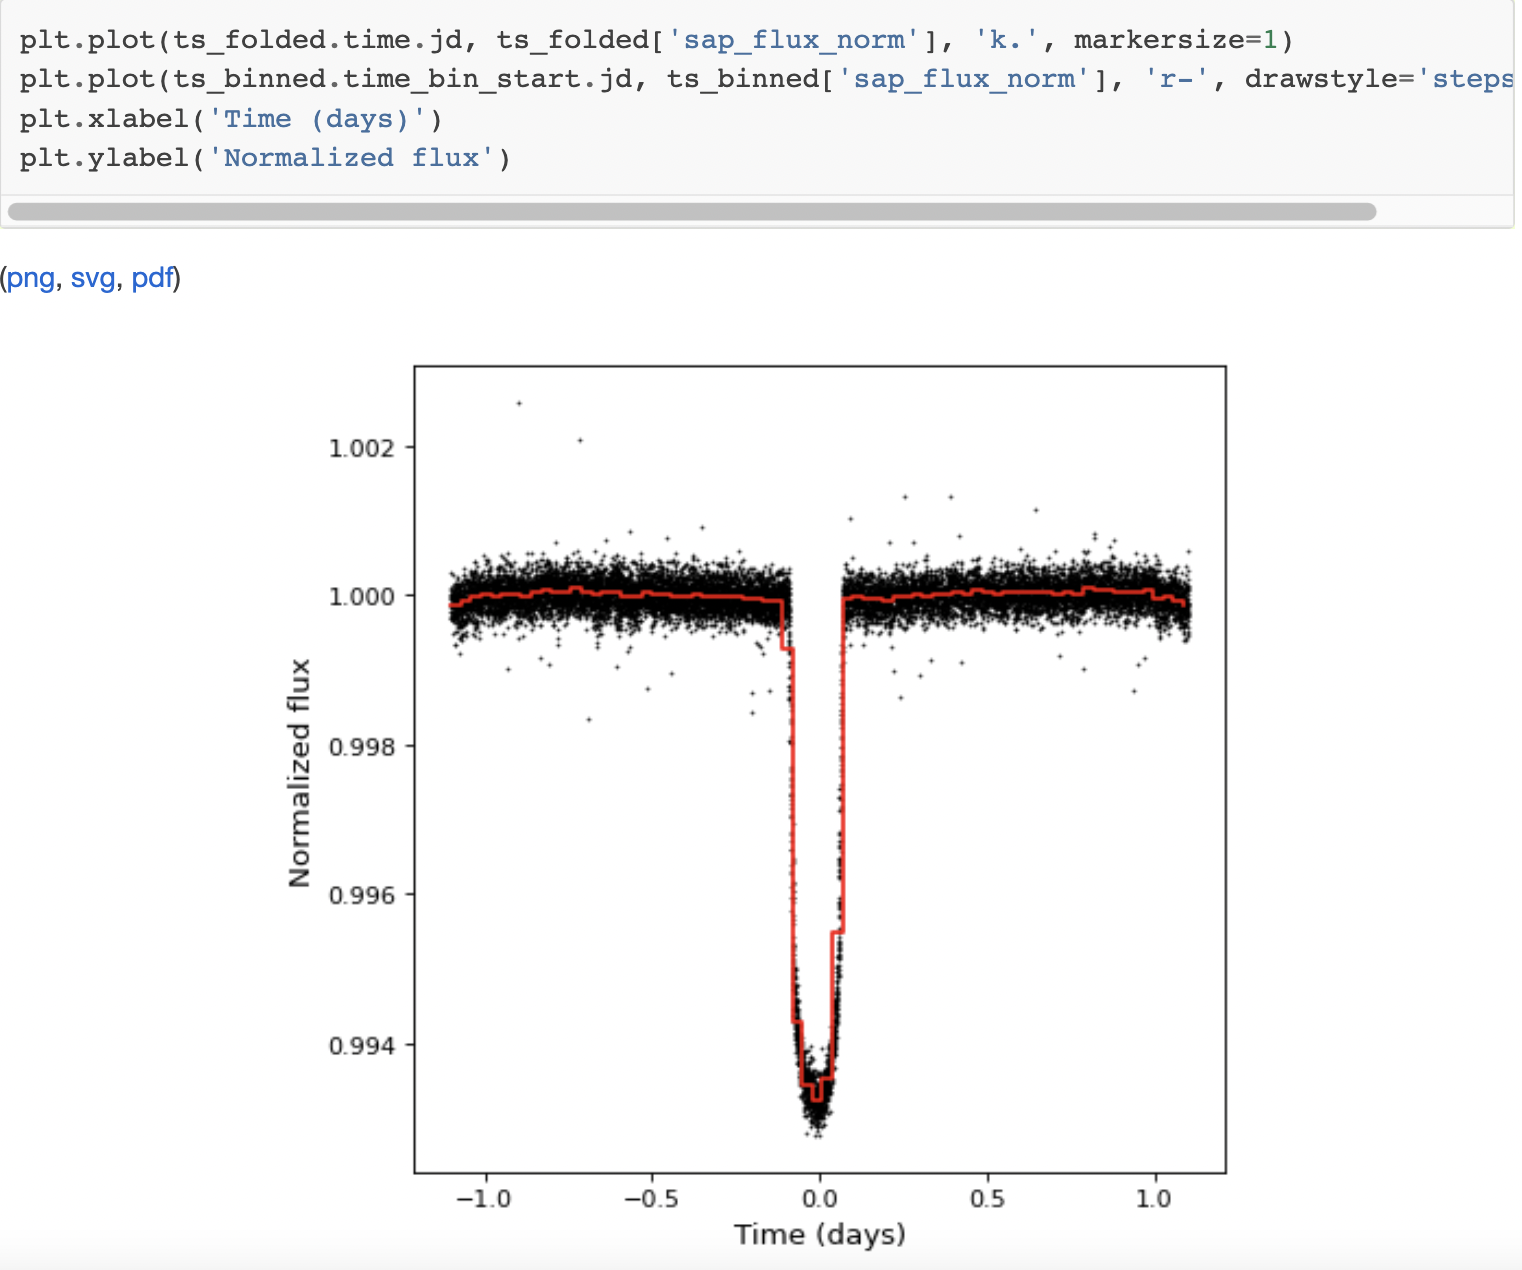 plt.plot(ts_folded.time.jd, ts_folded['sap_flux_norm'], 'k.', markersize=1)
plt.plot(ts_binned.time_bin_start.jd, ts_binned['sap_flux_norm'], 'r-', drawstyle='steps
plt.xlabel('Time (days)')
plt.ylabel('Normalized flux')
(png, svg, pdf)
1.002
1.000
0.998
0.996
0.994
Normalized flux
−1.0 −0.5 0.0 0.5 1.0
Time (days)